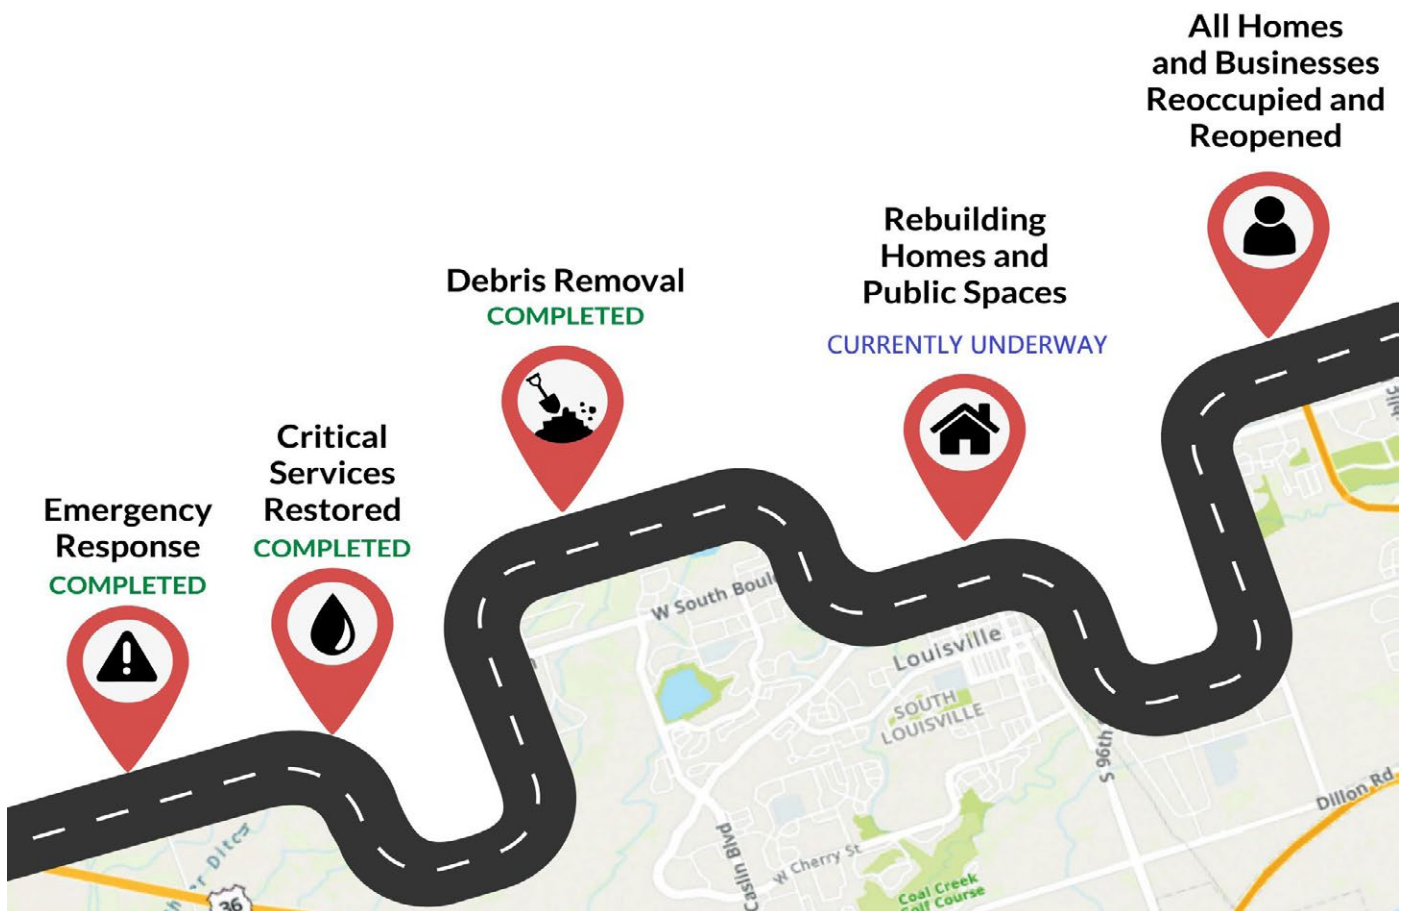 All Homes
and Businesses
Reoccupied and
Reopened
Rebuilding
Homes and
Public Spaces
CURRENTLY UNDERWAY
Debris Removal
COMPLETED
Critical
Services
Restored
COMPLETED
Emergency
Response
COMPLETED
W South Boul
Louisville
SOUTH
LOUISVILLE
S 96th
Dillon Rd
W Cherry St
Coal Creek
Golf Course
Ditch
36